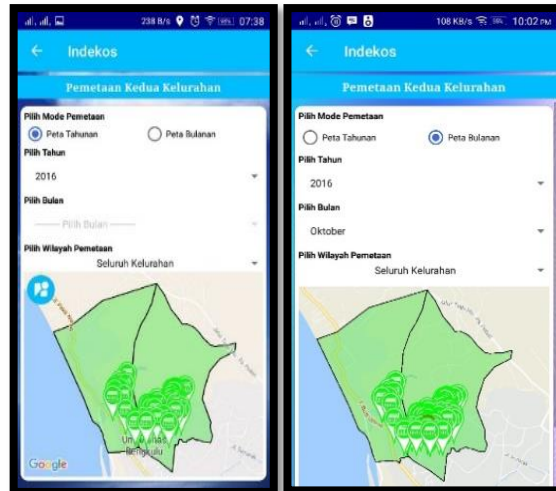 238 B/s 07:38
Indekos
Pemetaan Kedua Kelurahan
Pilih Mode Pemetaan
Peta Tahunan Peta Bulanan
Pilih Tahun
2016
Pilih Bulan
Pilih Bulan
Pilih Wilayah Pemetaan
Seluruh Kelurahan
Bengkulu
Google
108 KB/s 10:02 PM
Indekos
Pemetaan Kedua Kelurahan
Pilih Mode Pemetaan
Peta Tahunan Peta Bulanan
Pilih Tahun
2016
Pilih Bulan
Oktober
Pilih Wilayah Pemetaan
Seluruh Kelurahan